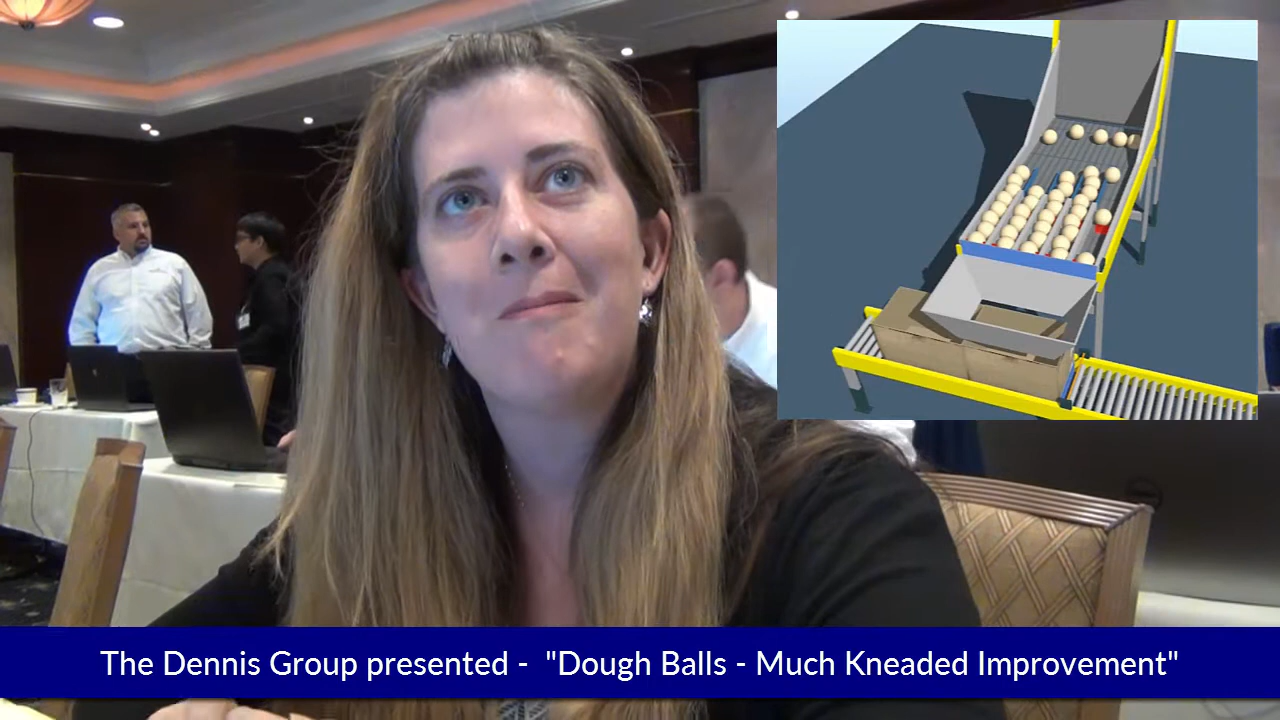 The Dennis Group presented -  "Dough Balls - Much Kneaded Improvement"